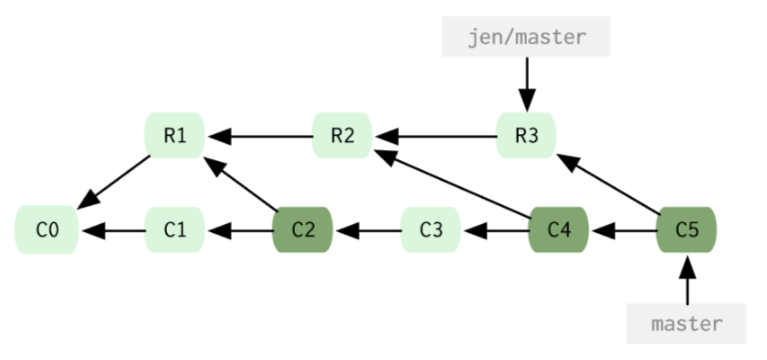 jen/master
R1 R2 R3
C0 C1 C2 C3 C4 C5
master